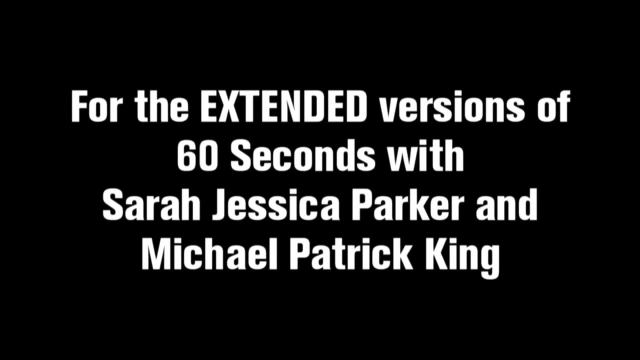 For the EXTENDED versions of
60 Seconds with
Sarah Jessica Parker and
Michael Patrick King